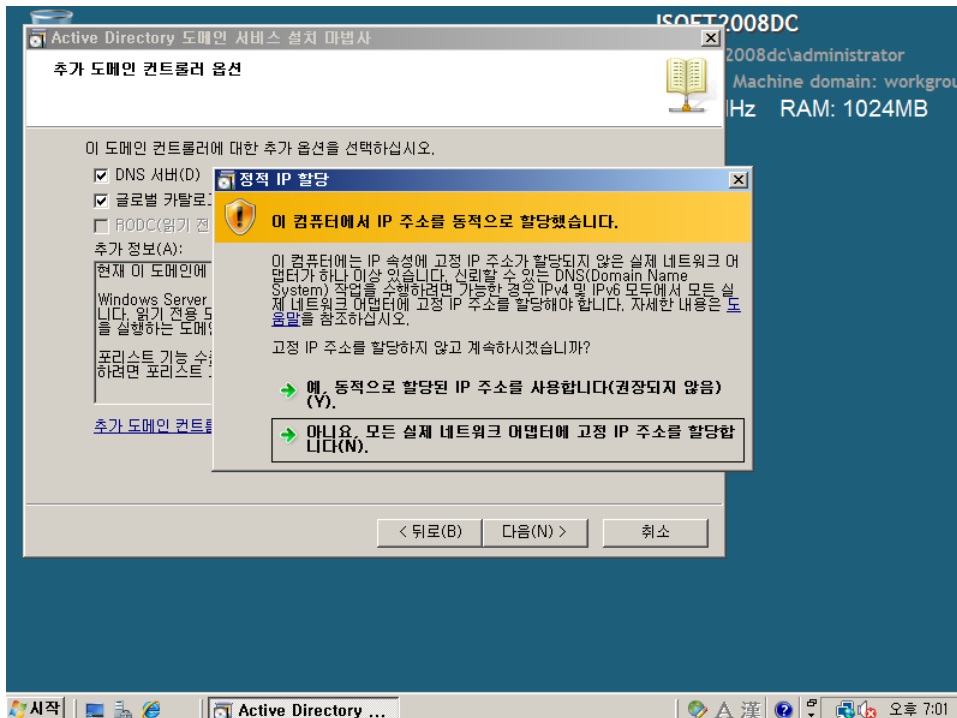 ISOFT2008DC
Active Directory 도메인 서비스 설치 마법사
2008dc\administrator
추가 도메인 컨트롤러 옵션
Machine domain: workgrou
Hz RAM: 1024MB
이 도메인 컨트롤러에 대한 추가 옵션을 선택하십시오.
DNS 서버(D)
글로벌 카탈로
RODC(읽기 전
추가 정보(A):
현재 이 도메인에
Windows Server
니다. 읽기 전용 도
을 실행하는 도메
포리스트 기능 수
하려면 포리스트
추가 도메인 컨트롤
정적 IP 할당
이 컴퓨터에서 IP 주소를 동적으로 할당했습니다.
이 컴퓨터에는 IP 속성에 고정 IP 주소가 할당되지 않은 실제 네트워크 어
댑터가 하나 이상 있습니다. 신뢰할 수 있는 DNS(Domain Name
System) 작업을 수행하려면 가능한 경우 IPv4 및 IPv6 모두에서 모든 실
제 네트워크 어댑터에 고정 IP 주소를 할당해야 합니다. 자세한 내용은 도
움말을 참조하십시오.
고정 IP 주소를 할당하지 않고 계속하시겠습니까?
예, 동적으로 할당된 IP 주소를 사용합니다(권장되지 않음)
(Y).
아니요, 모든 실제 네트워크 어댑터에 고정 IP 주소를 할당합
니다(N).
< 뒤로(B) 다음(N) > 취소
시작 Active Directory ... A 漢 오후 7:01